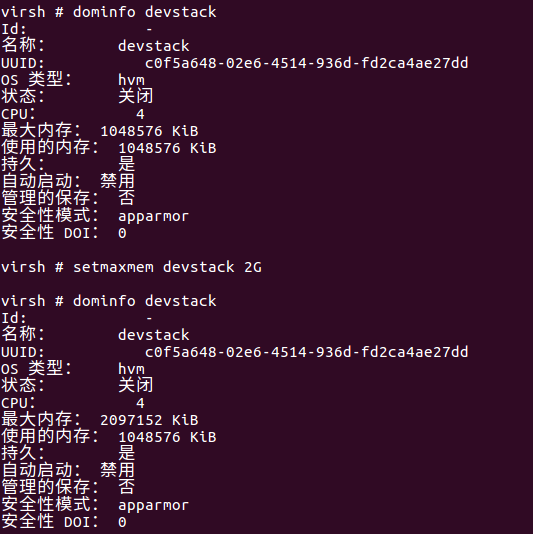 virsh # dominfo devstack
Id:             -
名称：       devstack
UUID:           c0f5a648-02e6-4514-936d-fd2ca4ae27dd
OS 类型：    hvm
状态：       关闭
CPU：          4
最大内存： 1048576 KiB
使用的内存： 1048576 KiB
持久：       是
自动启动： 禁用
管理的保存： 否
安全性模式： apparmor
安全性 DOI： 0
virsh # setmaxmem devstack 2G
virsh # dominfo devstack
Id:             -
名称：       devstack
UUID:           c0f5a648-02e6-4514-936d-fd2ca4ae27dd
OS 类型：    hvm
状态：       关闭
CPU：          4
最大内存： 2097152 KiB
使用的内存： 1048576 KiB
持久：       是
自动启动： 禁用
管理的保存： 否
安全性模式： apparmor
安全性 DOI： 0